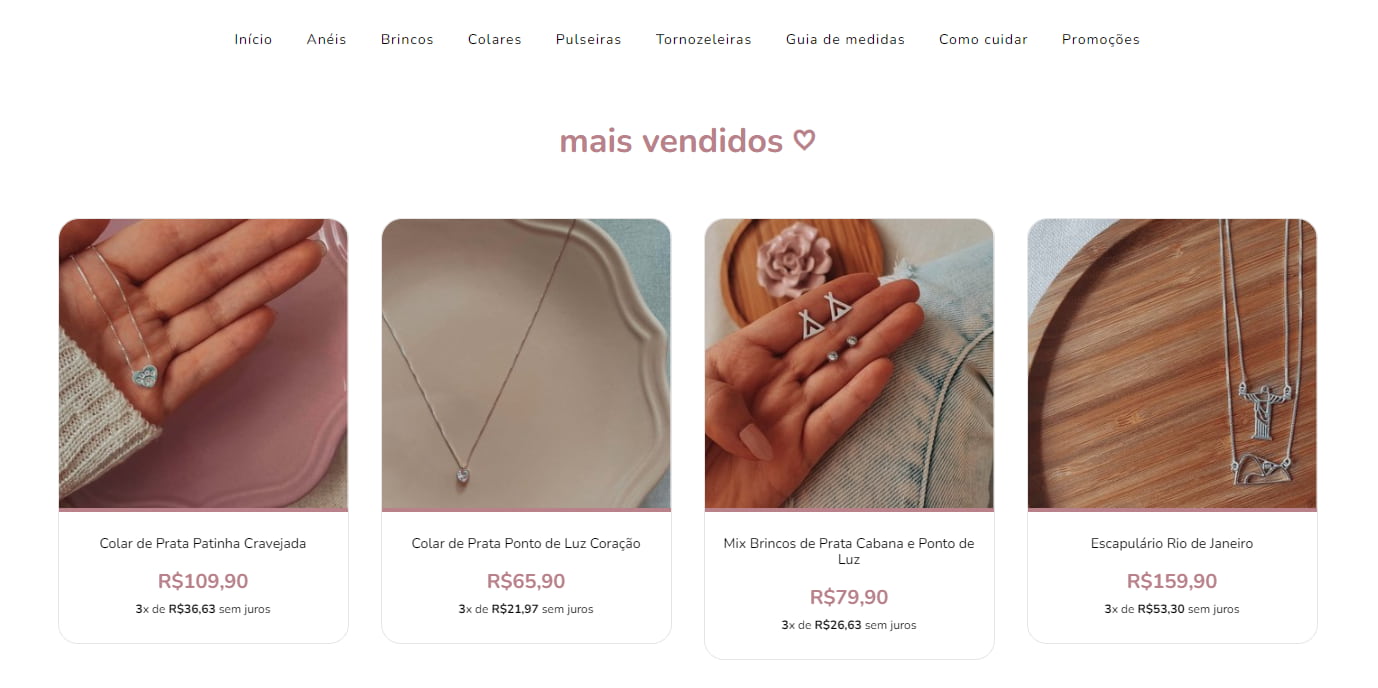 Início Anéis Brincos Colares Pulseiras Tornozeleiras Guia de medidas Como cuidar Promoções
mais vendidos ♡
Colar de Prata Patinha Cravejada
R$109,90
3x de R$36,63 sem juros
Colar de Prata Ponto de Luz Coração
R$65,90
3x de R$21,97 sem juros
Mix Brincos de Prata Cabana e Ponto de
Luz
R$79,90
3x de R$26,63 sem juros
Escapulário Rio de Janeiro
R$159,90
3x de R$53,30 sem juros